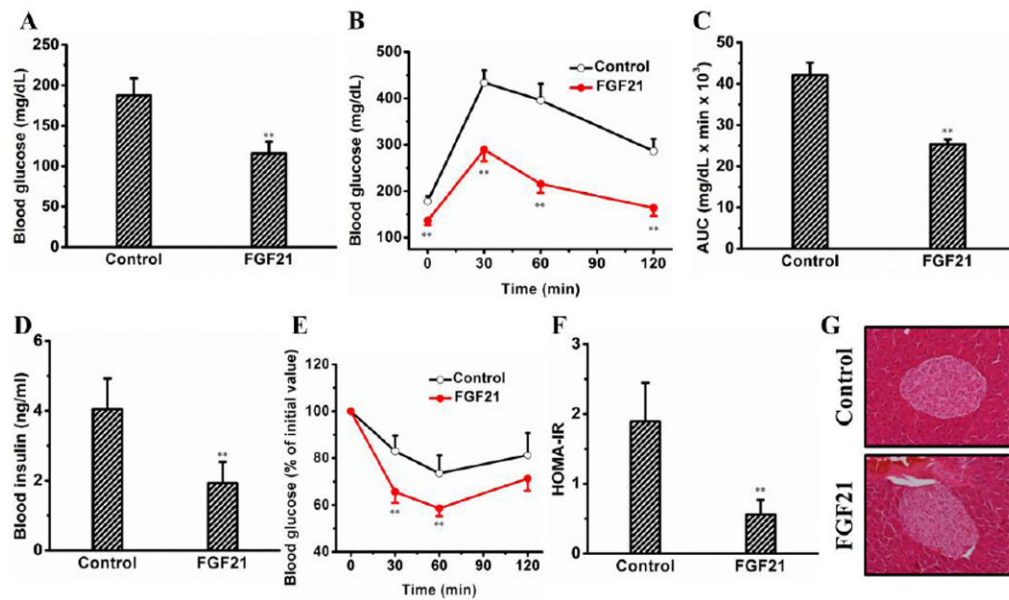 A
Blood glucose (mg/dL)
250
200
150
100
50
0
**
Control
FGF21
B
Blood glucose (mg/dL)
500
400
300
200
100
Control
FGF21
**
**
**
**
0
30
60
90
120
Time (min)
C
AUC (mg/dL x min x 10³)
50
40
30
20
10
0
**
Control
FGF21
D
Blood insulin (ng/ml)
6
4
2
0
**
Control
FGF21
E
Blood glucose (% of initial value)
120
100
80
60
40
Control
FGF21
**
**
0
30
60
90
120
Time (min)
F
HOMA-IR
3
2
1
0
**
Control
FGF21
G
Control
FGF21